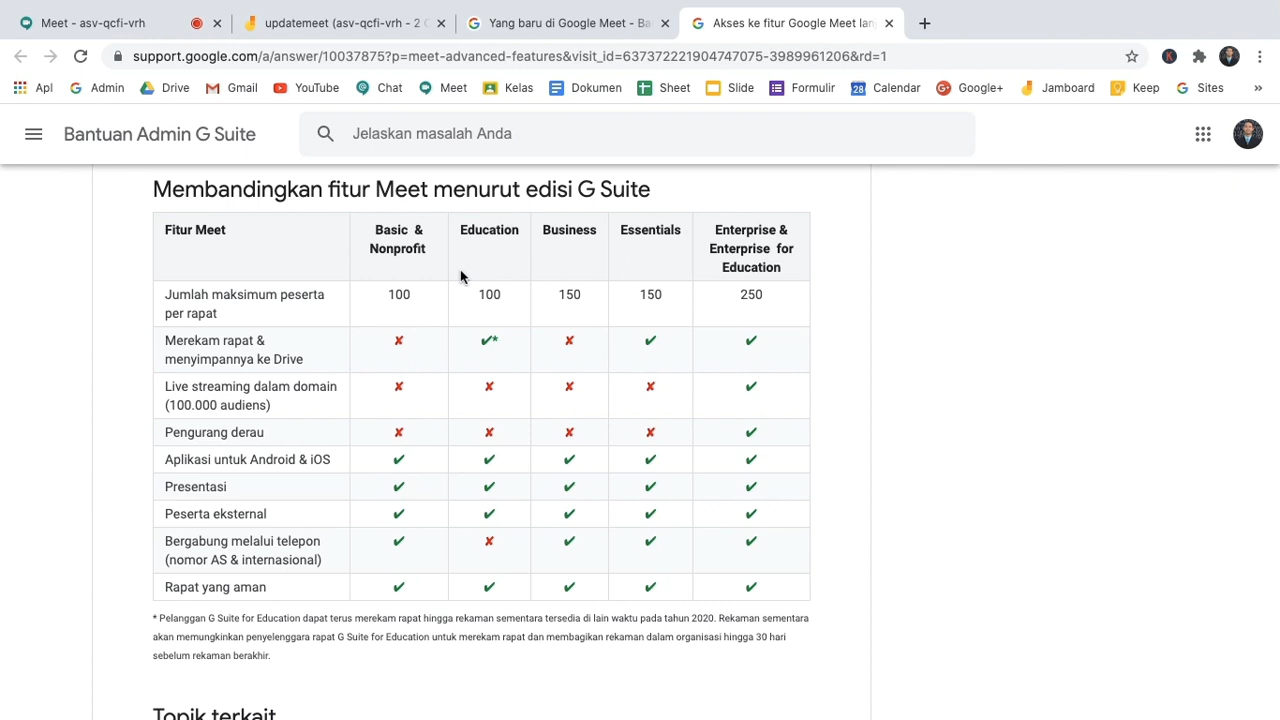 Meet - asv-qcfi-vrh
updatemeet (asv-qcfi-vrh - 2
Yang baru di Google Meet - Ba
Akses ke fitur Google Meet lan
support.google.com/a/answer/10037875?p=meet-advanced-features&visit_id=637372221904747075-3989961206&rd=1
Apl Admin Drive Gmail YouTube Chat Meet Kelas Dokumen Sheet Slide Formulir Calendar Google+ Jamboard Keep Sites »
Bantuan Admin G Suite
Jelaskan masalah Anda
Membandingkan fitur Meet menurut edisi G Suite
Fitur Meet
Basic &
Nonprofit
Education
Business
Essentials
Enterprise &
Enterprise for
Education
Jumlah maksimum peserta
per rapat
100 100 150 150 250
Merekam rapat &
menyimpannya ke Drive
✘ ✔* ✘ ✔ ✔
Live streaming dalam domain
(100.000 audiens)
✘ ✘ ✘ ✘ ✔
Pengurang derau ✘ ✘ ✘ ✘ ✔
Aplikasi untuk Android & iOS ✔ ✔ ✔ ✔ ✔
Presentasi ✔ ✔ ✔ ✔ ✔
Peserta eksternal ✔ ✔ ✔ ✔ ✔
Bergabung melalui telepon
(nomor AS & internasional)
✔ ✘ ✔ ✔ ✔
Rapat yang aman ✔ ✔ ✔ ✔ ✔
* Pelanggan G Suite for Education dapat terus merekam rapat hingga rekaman sementara tersedia di lain waktu pada tahun 2020. Rekaman sementara
akan memungkinkan penyelenggara rapat G Suite for Education untuk merekam rapat dan membagikan rekaman dalam organisasi hingga 30 hari
sebelum rekaman berakhir.
Topik terkait